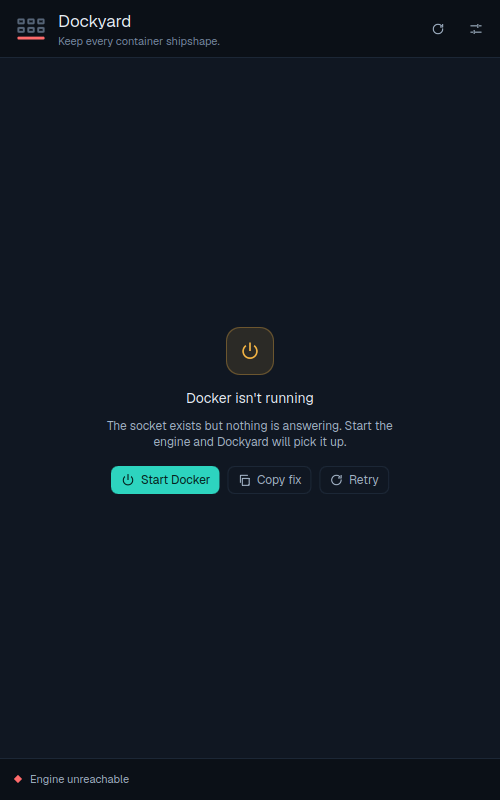 Dockyard
Keep every container shipshape.
Docker isn't running
The socket exists but nothing is answering. Start the
engine and Dockyard will pick it up.
Start Docker
Copy fix
Retry
Engine unreachable